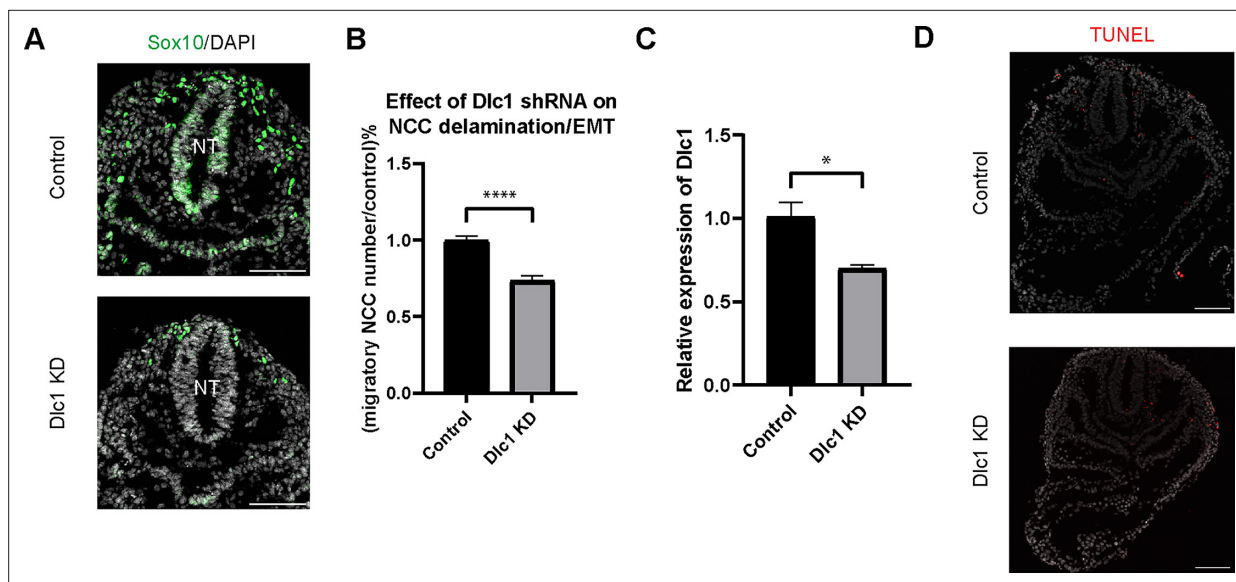 A
Sox10/DAPI
Control
NT
Dlc1 KD
NT
B
Effect of Dlc1 shRNA on
NCC delamination/EMT
(migratory NCC number/control)%
1.5
1.0
0.5
0.0
****
Control
Dlc1 KD
C
Relative expression of Dlc1
1.5
1.0
0.5
0.0
*
Control
Dlc1 KD
D
TUNEL
Control
Dlc1 KD